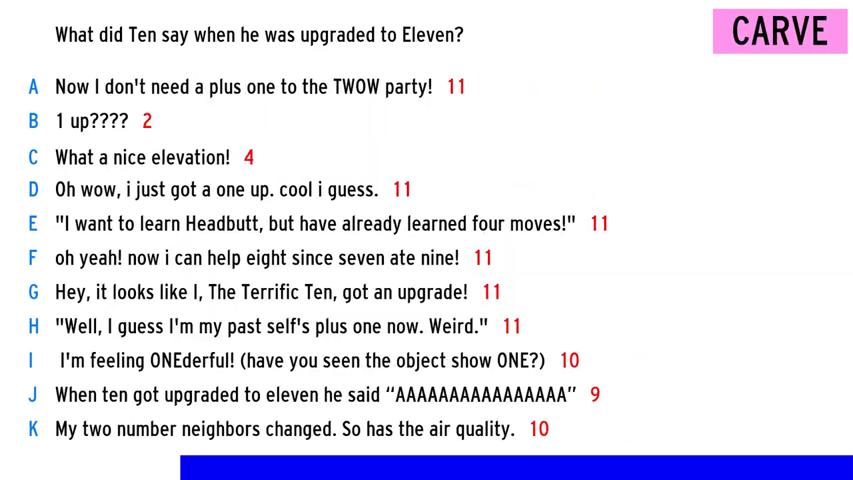 What did Ten say when he was upgraded to Eleven?
CARVE
A Now I don't need a plus one to the TWOW party! 11
B 1 up???? 2
C What a nice elevation! 4
D Oh wow, i just got a one up. cool i guess. 11
E "I want to learn Headbutt, but have already learned four moves!" 11
F oh yeah! now i can help eight since seven ate nine! 11
G Hey, it looks like I, The Terrific Ten, got an upgrade! 11
H "Well, I guess I'm my past self's plus one now. Weird." 11
I I'm feeling ONEderful! (have you seen the object show ONE?) 10
J When ten got upgraded to eleven he said “AAAAAAAAAAAAAAAA” 9
K My two number neighbors changed. So has the air quality. 10